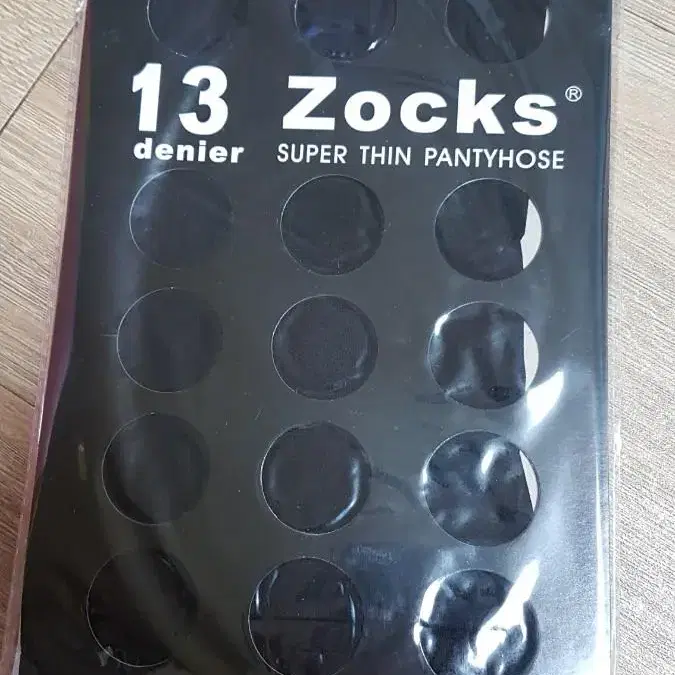 13 Zocks®
denier SUPER THIN PANTYHOSE